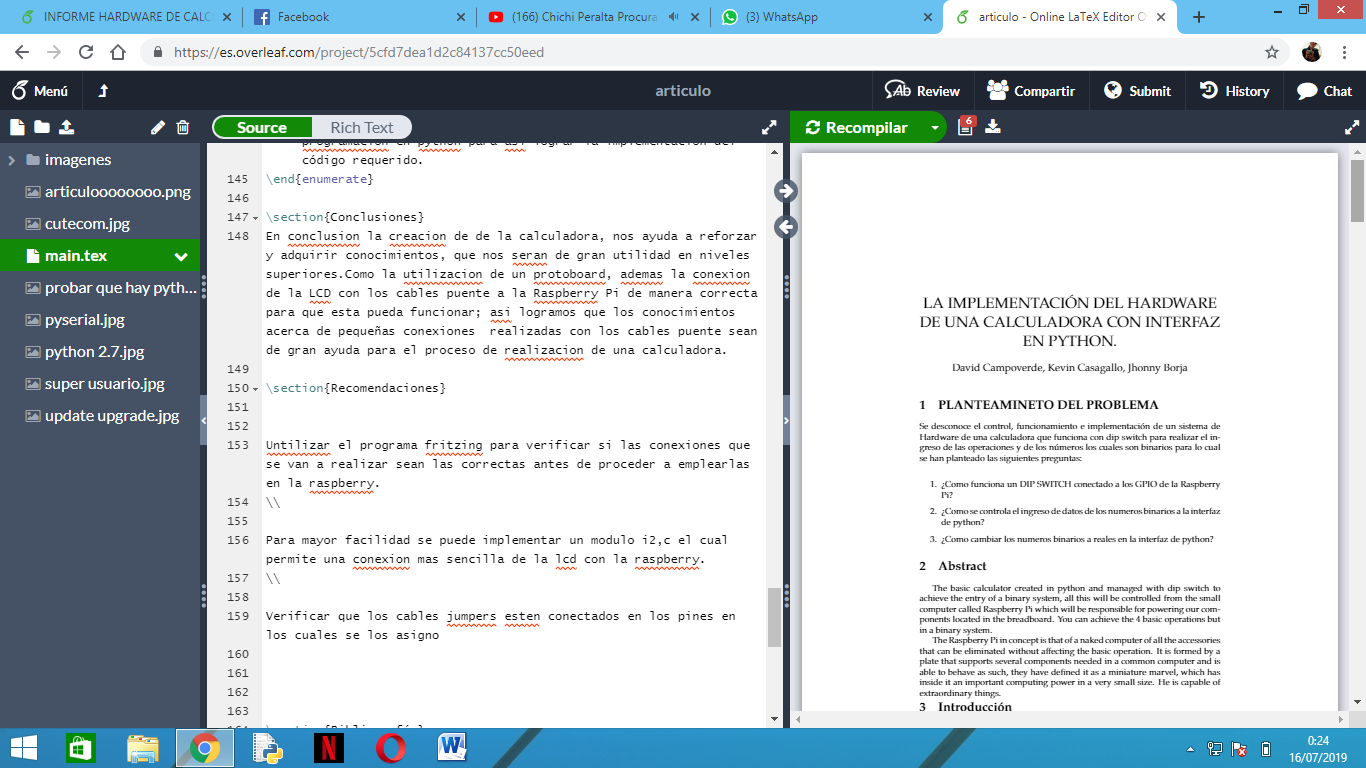 INFORME HARDWARE DE CALC
Facebook
(166) Chichi Peralta Procura
(3) WhatsApp
articulo - Online LaTeX Editor O
https://es.overleaf.com/project/5cfd7dea1d2c84137cc50eed
Menú
articulo
Review
Compartir
Submit
History
Chat
Source
Rich Text
Recompilar
6
imagenes
articuloooooooo.png
cutecom.jpg
main.tex
probar que hay pyth...
pyserial.jpg
python 2.7.jpg
super usuario.jpg
update upgrade.jpg
programación en python para así lograr la implementación del
código requerido.
145 \end{enumerate}
146
147 \section{Conclusiones}
148 En conclusion la creacion de de la calculadora, nos ayuda a reforzar
y adquirir conocimientos, que nos seran de gran utilidad en niveles
superiores.Como la utilizacion de un protoboard, ademas la conexion
de la LCD con los cables puente a la Raspberry Pi de manera correcta
para que esta pueda funcionar; asi logramos que los conocimientos
acerca de pequeñas conexiones  realizadas con los cables puente sean
de gran ayuda para el proceso de realizacion de una calculadora.
149
150 \section{Recomendaciones}
151
152
153 Untilizar el programa fritzing para verificar si las conexiones que
se van a realizar sean las correctas antes de proceder a emplearlas
en la raspberry.
154 \\
155
156 Para mayor facilidad se puede implementar un modulo i2,c el cual
permite una conexion mas sencilla de la lcd con la raspberry.
157 \\
158
159 Verificar que los cables jumpers esten conectados en los pines en
los cuales se los asigno
160
161
162
163
LA IMPLEMENTACIÓN DEL HARDWARE
DE UNA CALCULADORA CON INTERFAZ
EN PYTHON.
David Campoverde, Kevin Casagallo, Jhonny Borja
1 PLANTEAMINETO DEL PROBLEMA
Se desconoce el control, funcionamiento e implementación de un sistema de
Hardware de una calculadora que funciona con dip switch para realizar el in-
greso de las operaciones y de los números los cuales son binarios para lo cual
se han planteado las siguientes preguntas:
1. ¿Como funciona un DIP SWITCH conectado a los GPIO de la Raspberry
Pi?
2. ¿Como se controla el ingreso de datos de los numeros binarios a la interfaz
de python?
3. ¿Como cambiar los numeros binarios a reales en la interfaz de python?
2 Abstract
The basic calculator created in python and managed with dip switch to
achieve the entry of a binary system, all this will be controlled from the small
computer called Raspberry Pi which will be responsible for powering our com-
ponents located in the breadboard. You can achieve the 4 basic operations but
in a binary system.
The Raspberry Pi in concept is that of a naked computer of all the accessories
that can be eliminated without affecting the basic operation. It is formed by a
plate that supports several components needed in a common computer and is
able to behave as such, they have defined it as a miniature marvel, which has
inside it an important computing power in a very small size. He is capable of
extraordinary things.
3 Introducción
0:24
16/07/2019